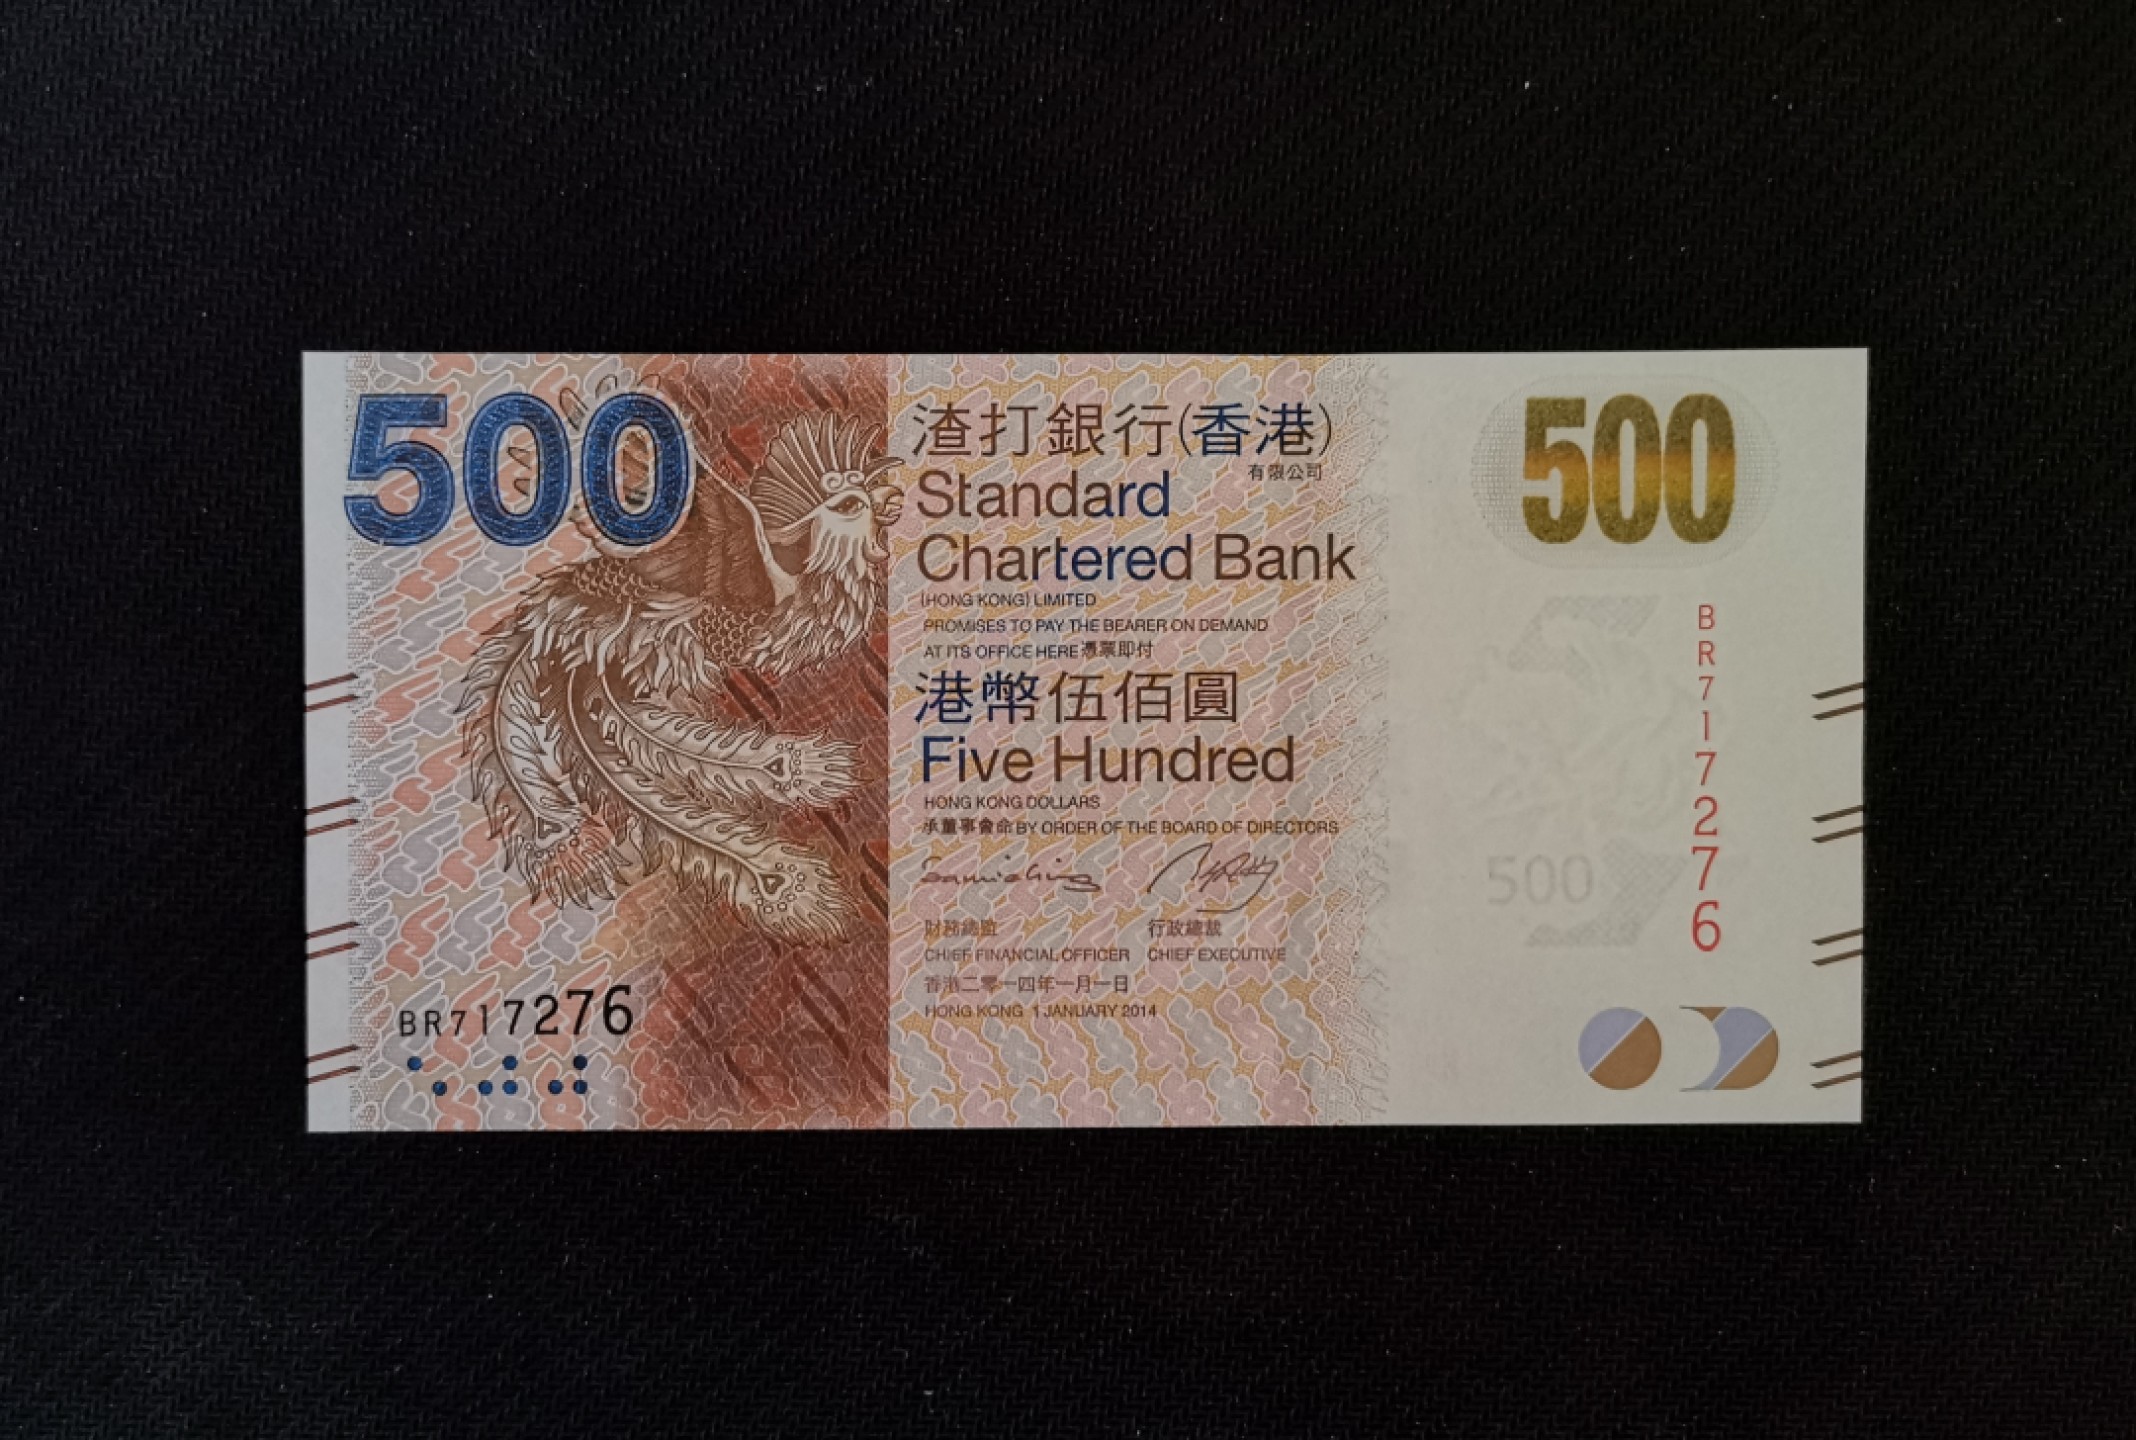 500
渣打銀行(香港)
有限公司
Standard
Chartered Bank
(HONG KONG) LIMITED
PROMISES TO PAY THE BEARER ON DEMAND
AT ITS OFFICE HERE 憑票即付
港幣伍佰圓
Five Hundred
HONG KONG DOLLARS
承董事會命 BY ORDER OF THE BOARD OF DIRECTORS
財務總監 行政總裁
CHIEF FINANCIAL OFFICER CHIEF EXECUTIVE
香港二零一四年一月一日
HONG KONG 1 JANUARY 2014
BR717276
500
BR717276
500